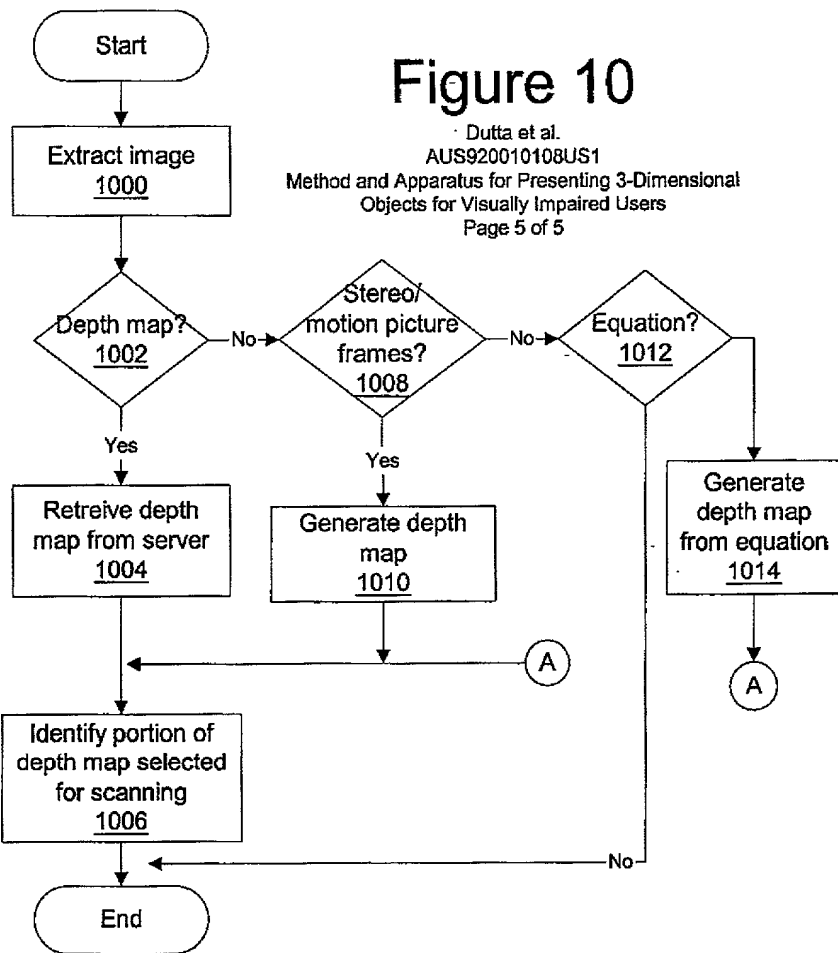 Start
Figure 10
Dutta et al.
AUS920010108US1
Method and Apparatus for Presenting 3-Dimensional
Objects for Visually Impaired Users
Page 5 of 5
Extract image
1000
Depth map?
1002
No
Stereo/
motion picture
frames?
1008
No
Equation?
1012
Yes
Yes
Retreive depth
map from server
1004
Generate depth
map
1010
Generate
depth map
from equation
1014
A
A
Identify portion of
depth map selected
for scanning
1006
No
End